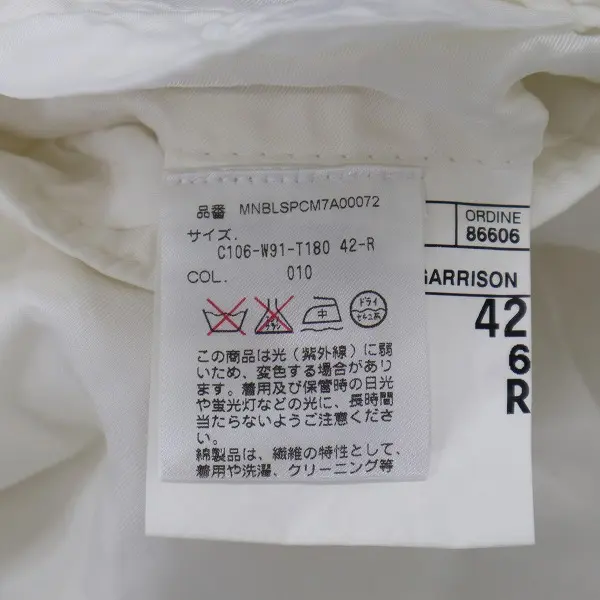 品番 MNBLSPCM7A00072
サイズ.
C106-W91-T180 42-R
COL. 010
中
ドライ
セキユ系
この商品は光（紫外線）に弱
いため、変色する場合があり
ます。着用及び保管時の日光
や蛍光灯などの光に、長時間
当たらないようご注意くださ
い。
綿製品は、繊維の特性として、
着用や洗濯、クリーニング等
ORDINE
86606
GARRISON
42
6
R